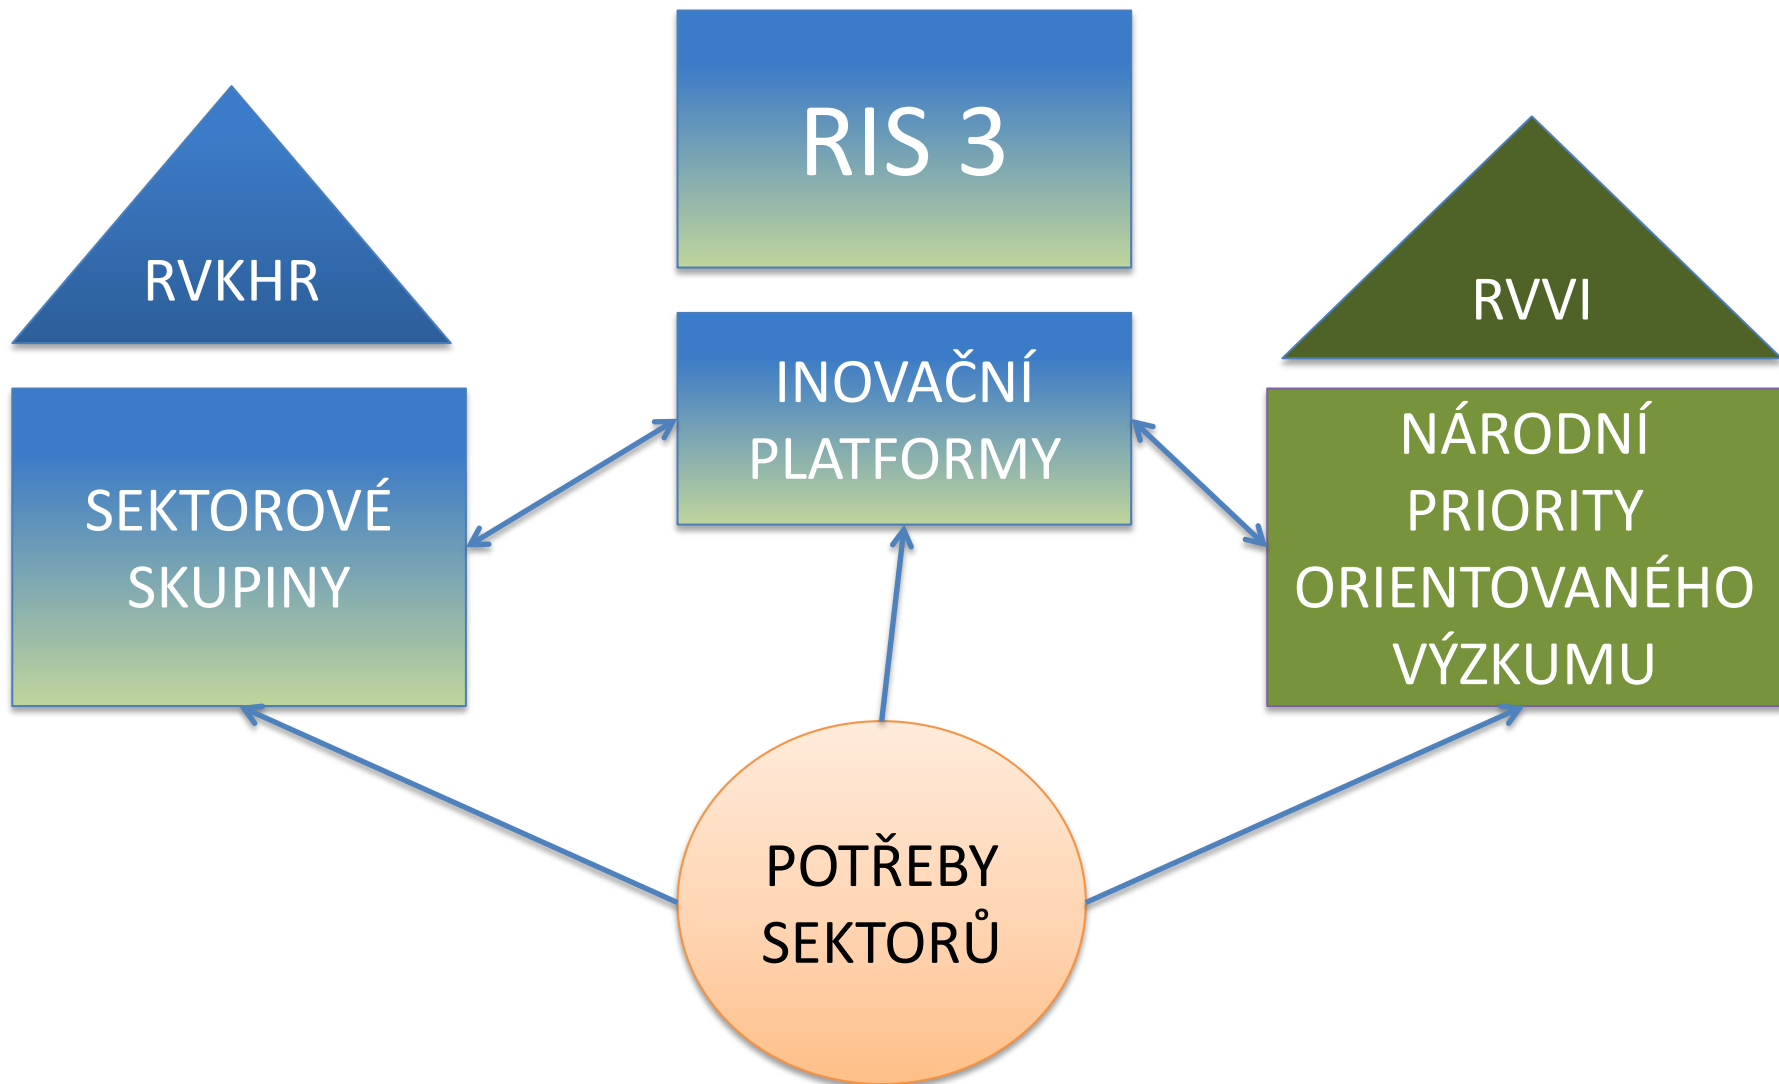 RIS 3
RVKHR
RVVI
INOVAČNÍ
PLATFORMY
SEKTOROVÉ
SKUPINY
NÁRODNÍ
PRIORITY
ORIENTOVANÉHO
VÝZKUMU
POTŘEBY
SEKTORŮ